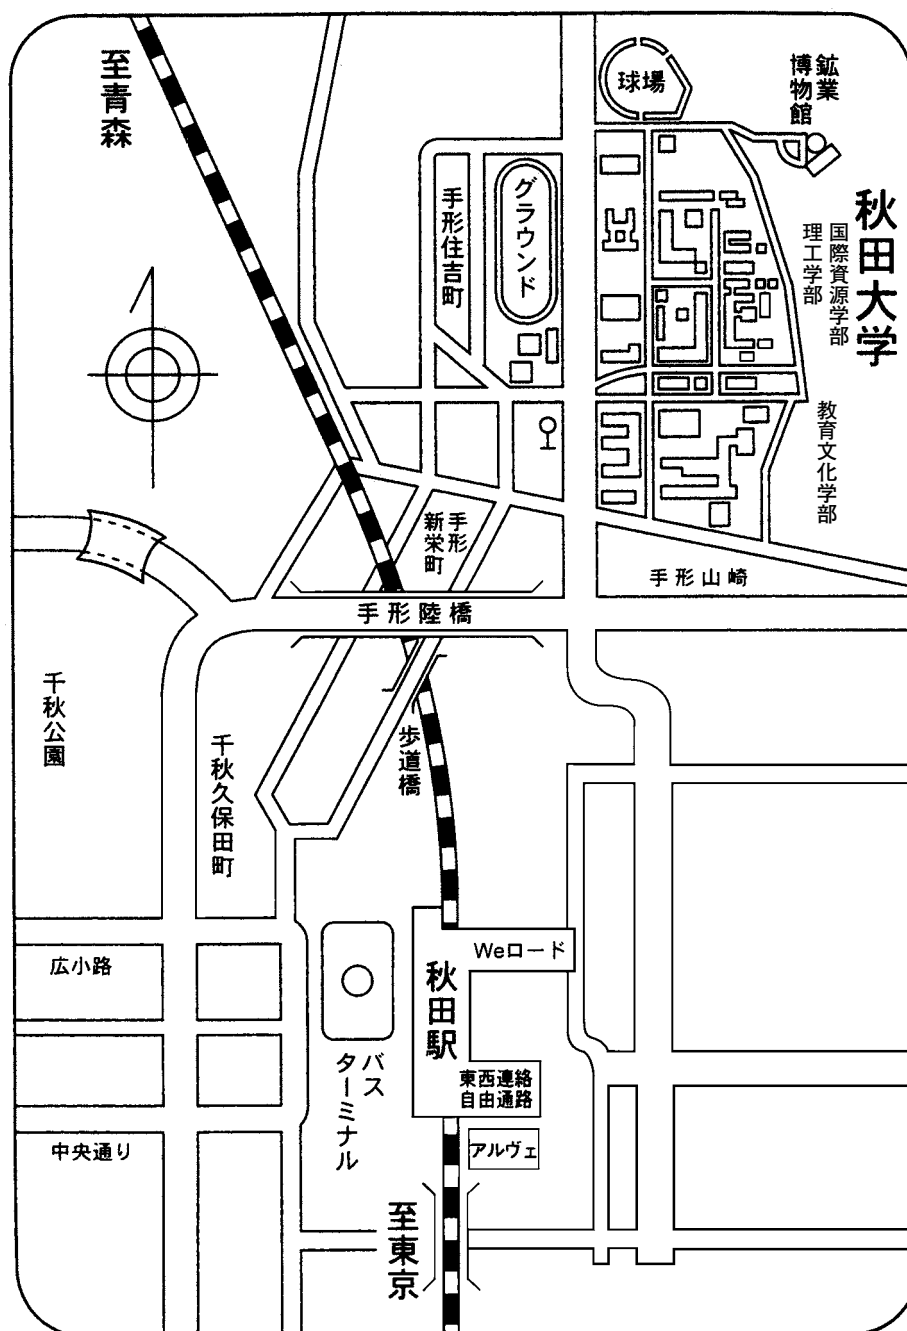 至青森
球場
鉱業
博物館
秋田大学
国際資源学部
理工学部
グラウンド
手形住吉町
教育文化学部
手形
新栄町
手形山崎
手形陸橋
千秋公園
歩道橋
千秋久保田町
Weロード
広小路
秋田駅
バス
ターミナル
東西連絡
自由通路
中央通り
アルヴェ
至東京